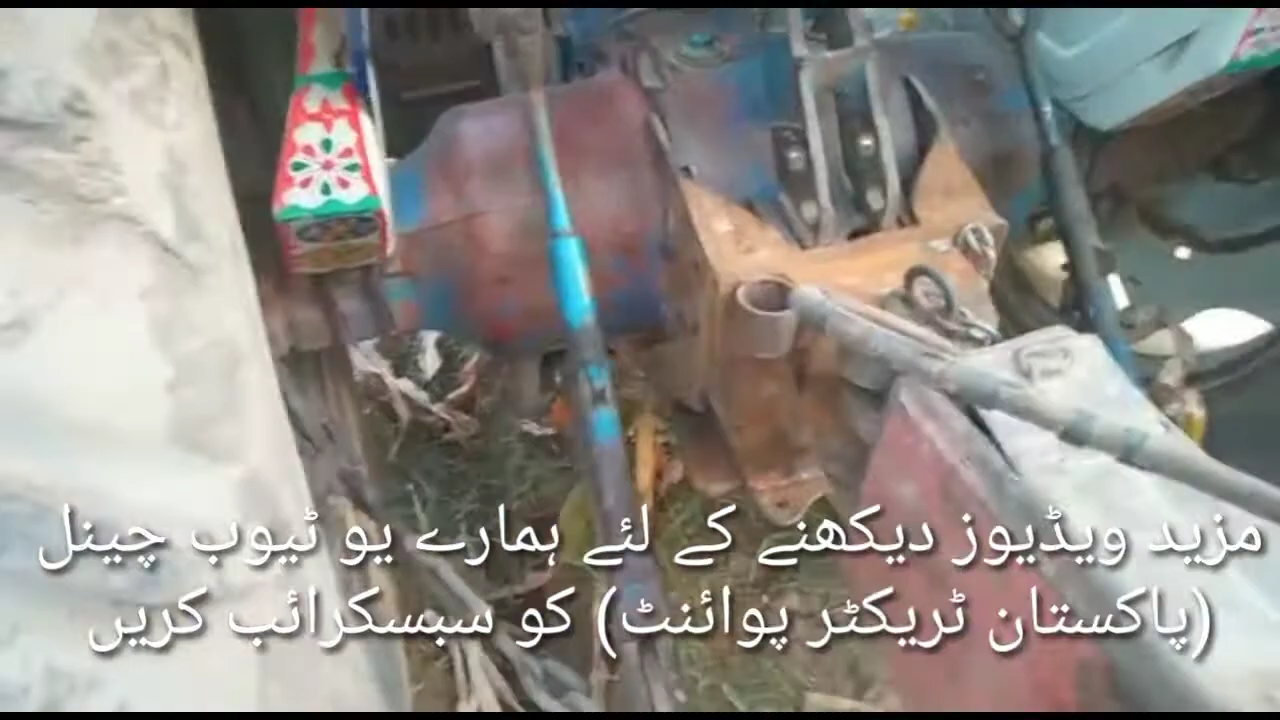 مزید ویڈیوز دیکھنے کے لئے ہمارے یو ٹیوب چینل
(پاکستان ٹریکٹر پوائنٹ) کو سبسکرائب کریں